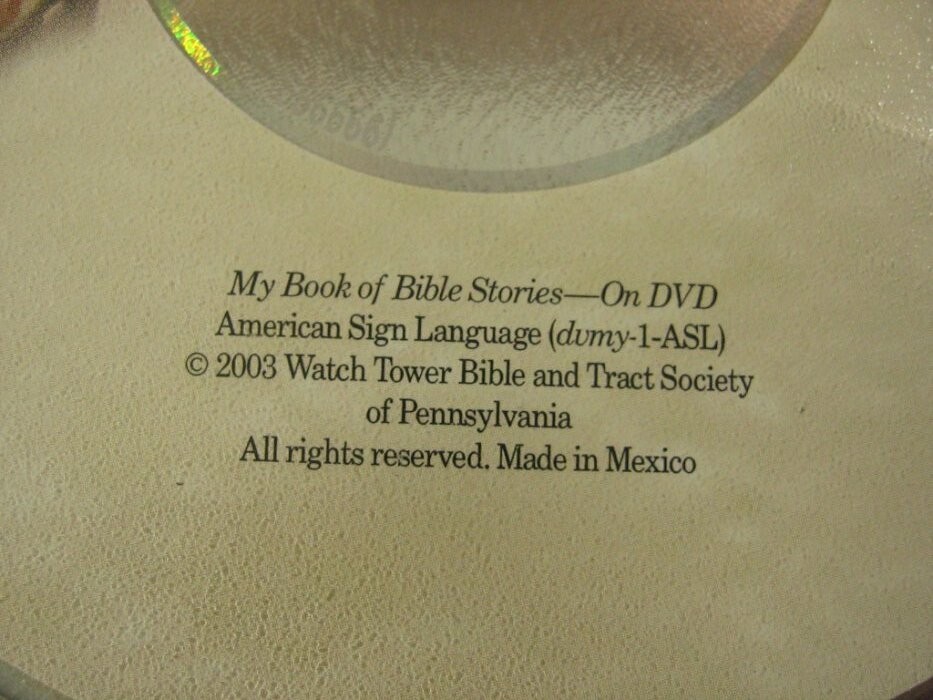 My Book of Bible Stories—On DVD
American Sign Language (dvmy-1-ASL)
© 2003 Watch Tower Bible and Tract Society
of Pennsylvania
All rights reserved. Made in Mexico